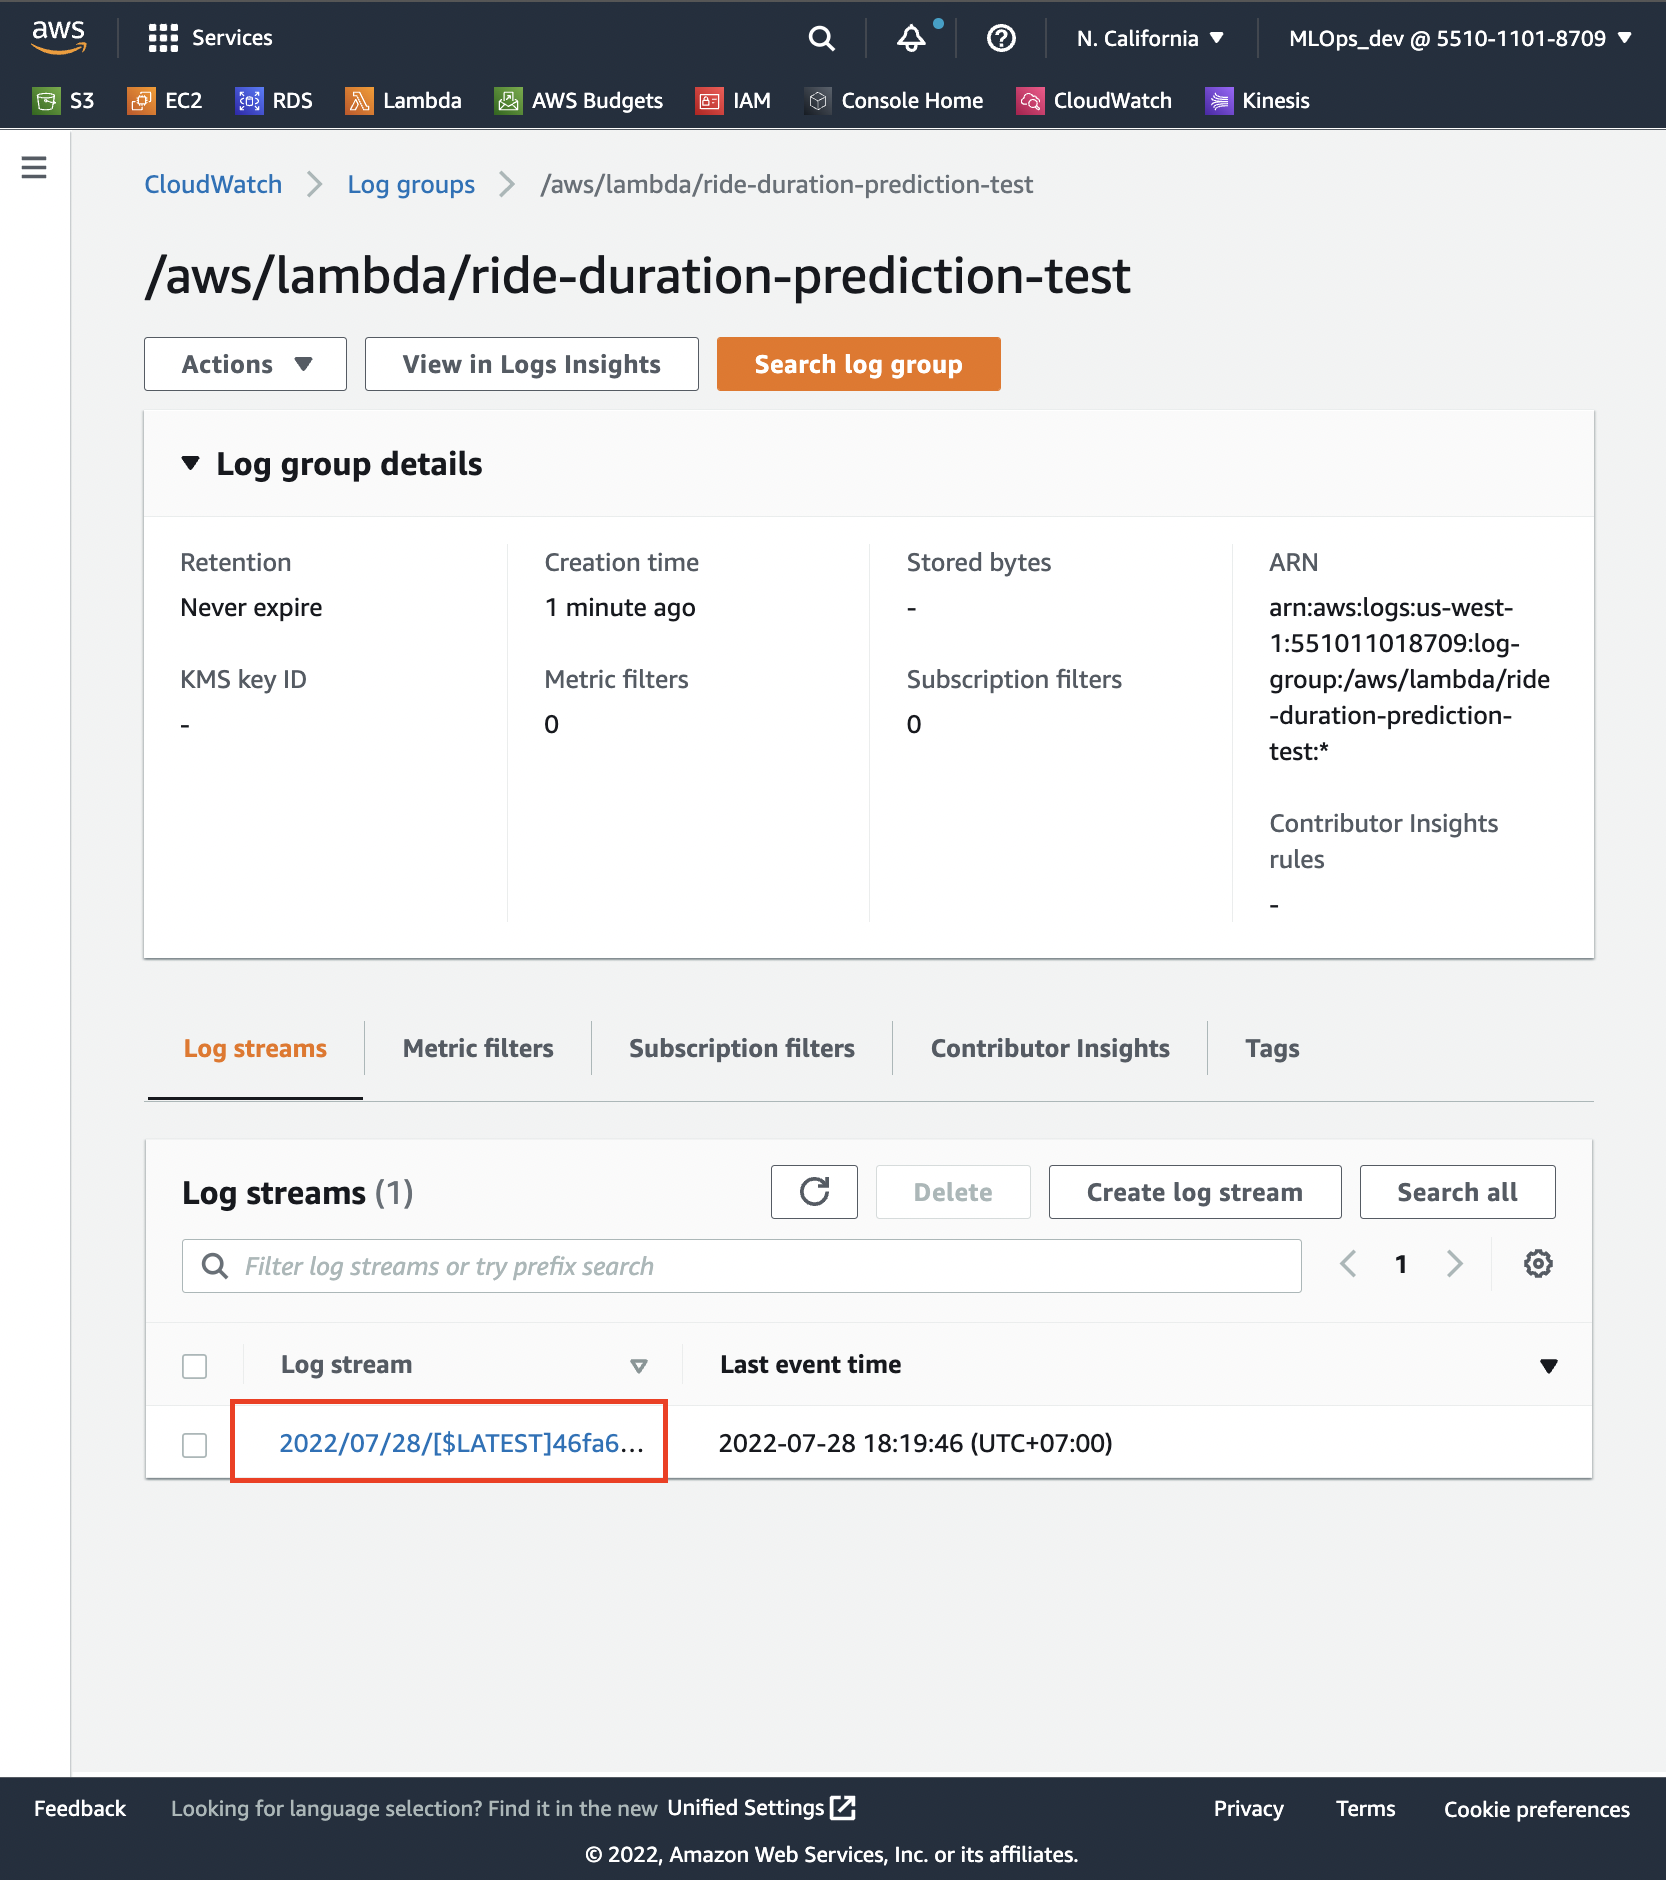 aws Services N. California MLOps_dev @ 5510-1101-8709
S3 EC2 RDS Lambda AWS Budgets IAM Console Home CloudWatch Kinesis
CloudWatch Log groups /aws/lambda/ride-duration-prediction-test
/aws/lambda/ride-duration-prediction-test
Actions View in Logs Insights Search log group
Log group details
Retention
Never expire
KMS key ID
-
Creation time
1 minute ago
Metric filters
0
Stored bytes
-
Subscription filters
0
ARN
arn:aws:logs:us-west-
1:551011018709:log-
group:/aws/lambda/ride
-duration-prediction-
test:*
Contributor Insights
rules
-
Log streams Metric filters Subscription filters Contributor Insights Tags
Log streams (1) Delete Create log stream Search all
Filter log streams or try prefix search 1
Log stream Last event time
2022/07/28/[$LATEST]46fa6... 2022-07-28 18:19:46 (UTC+07:00)
Feedback Looking for language selection? Find it in the new Unified Settings Privacy Terms Cookie preferences
© 2022, Amazon Web Services, Inc. or its affiliates.